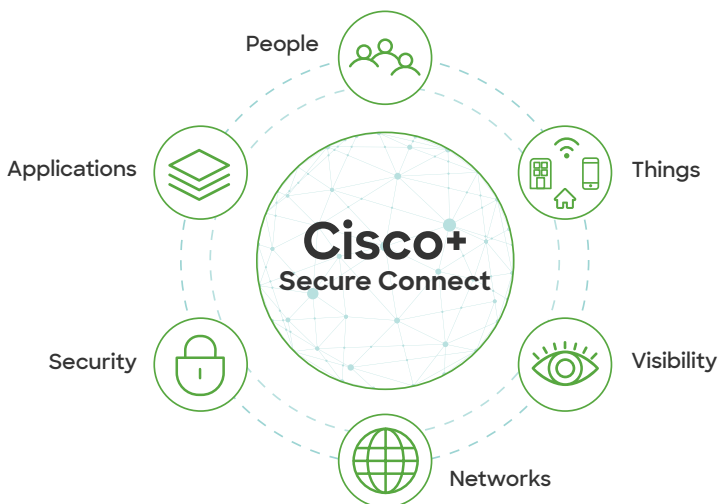 People
Applications
Things
Cisco+
Secure Connect
Security
Visibility
Networks